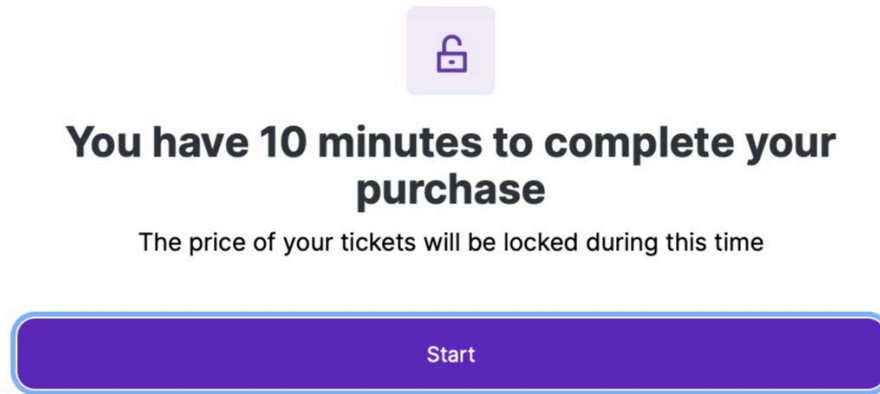 You have 10 minutes to complete your
purchase
The price of your tickets will be locked during this time
Start